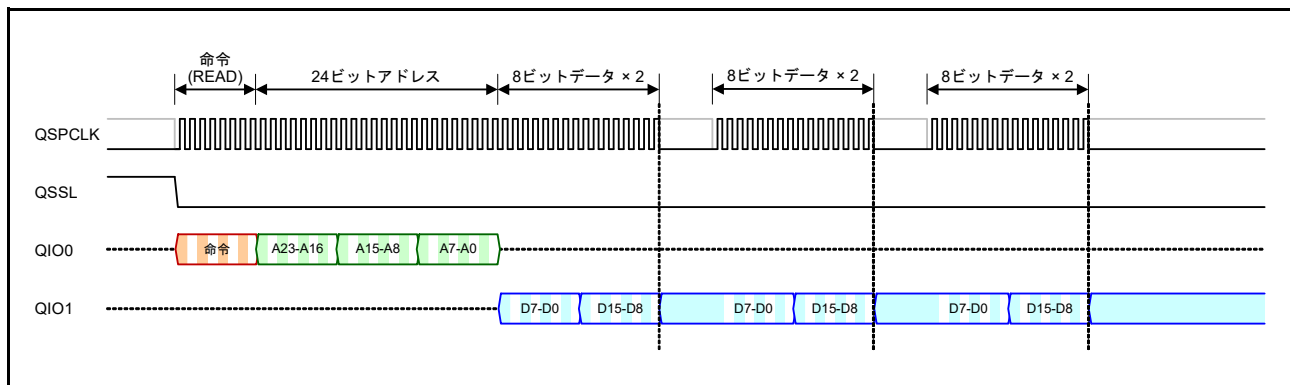 命令
(READ)
24ビットアドレス
8ビットデータ × 2
8ビットデータ × 2
8ビットデータ × 2
QSPCLK
QSSL
QIO0
命令
A23-A16
A15-A8
A7-A0
QIO1
D7-D0
D15-D8
D7-D0
D15-D8
D7-D0
D15-D8